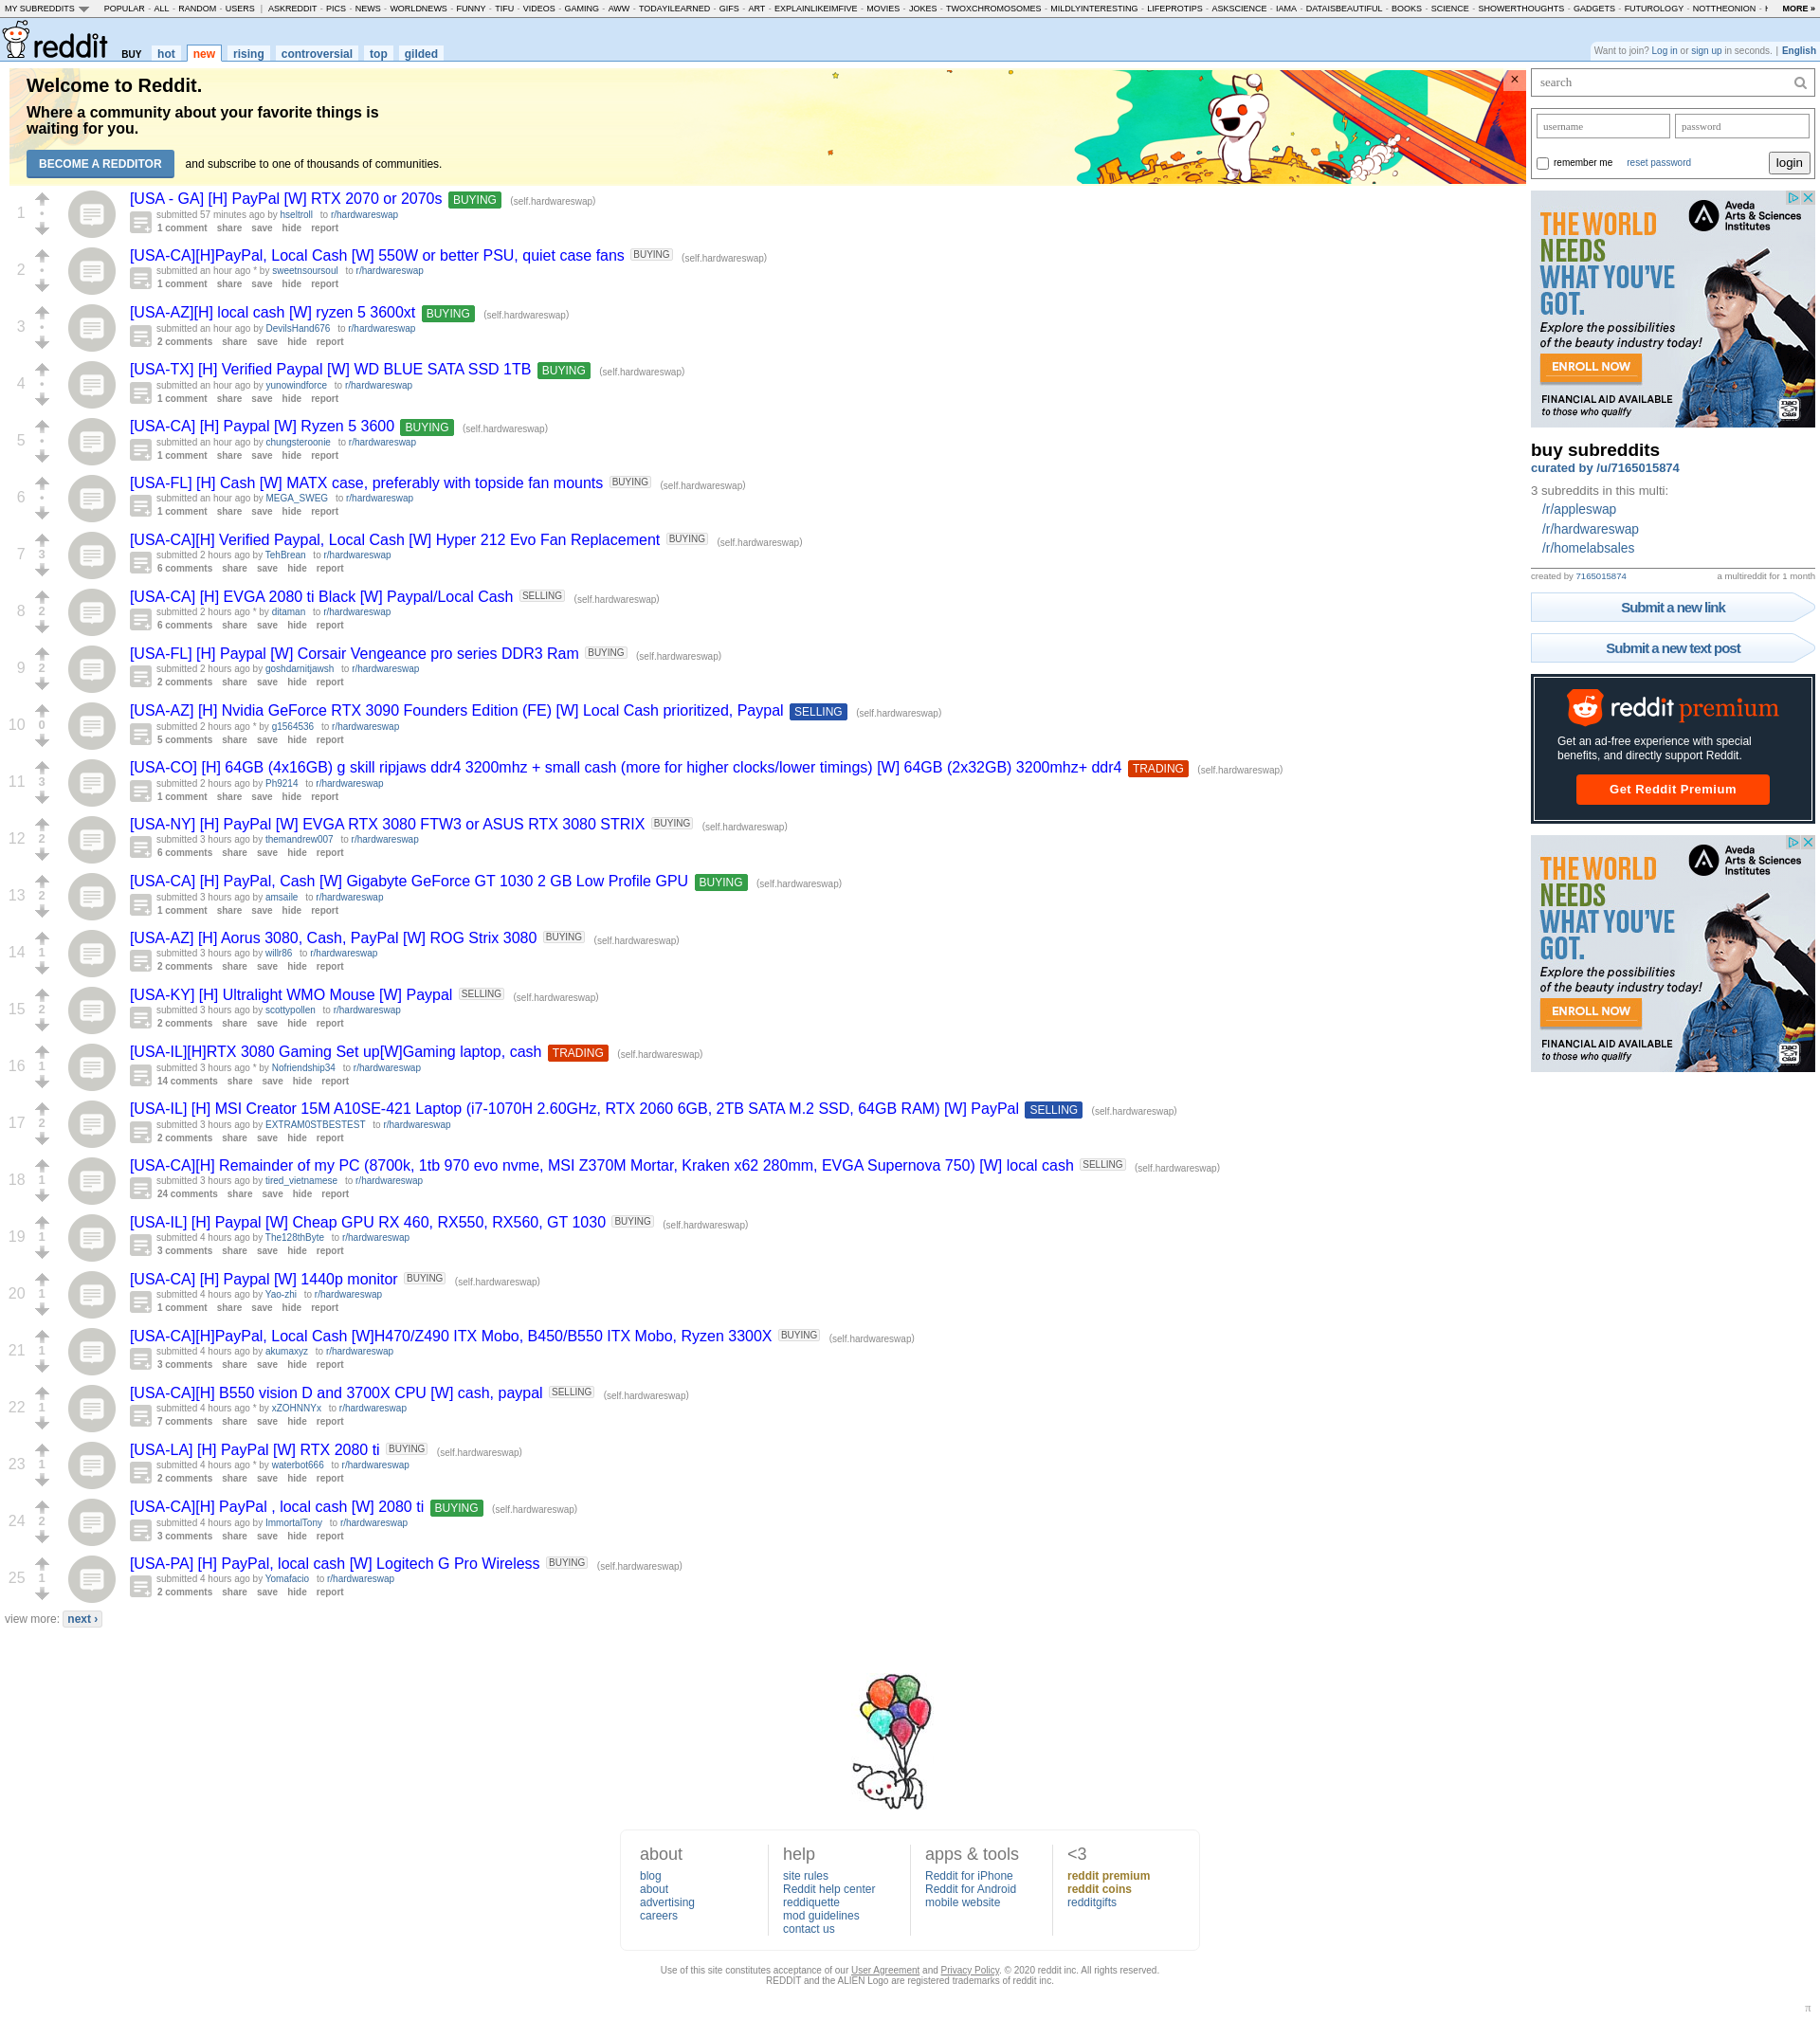 MY SUBREDDITS POPULAR - ALL - RANDOM - USERS | ASKREDDIT - PICS - NEWS - WORLDNEWS - FUNNY - TIFU - VIDEOS - GAMING - AWW - TODAYILEARNED - GIFS - ART - EXPLAINLIKEIMFIVE - MOVIES - JOKES - TWOXCHROMOSOMES - MILDLYINTERESTING - LIFEPROTIPS - ASKSCIENCE - IAMA - DATAISBEAUTIFUL - BOOKS - SCIENCE - SHOWERTHOUGHTS - GADGETS - FUTUROLOGY - NOTTHEONION - MORE »
reddit BUY hot new rising controversial top gilded
Want to join? Log in or sign up in seconds. | English
Welcome to Reddit.
Where a community about your favorite things is
waiting for you.
BECOME A REDDITOR and subscribe to one of thousands of communities.
×
1
[USA - GA] [H] PayPal [W] RTX 2070 or 2070s BUYING (self.hardwareswap)
•
submitted 57 minutes ago by hseltroll to r/hardwareswap
1 comment share save hide report
2
[USA-CA][H]PayPal, Local Cash [W] 550W or better PSU, quiet case fans BUYING (self.hardwareswap)
•
submitted an hour ago * by sweetnsoursoul to r/hardwareswap
1 comment share save hide report
3
[USA-AZ][H] local cash [W] ryzen 5 3600xt BUYING (self.hardwareswap)
•
submitted an hour ago by DevilsHand676 to r/hardwareswap
2 comments share save hide report
4
[USA-TX] [H] Verified Paypal [W] WD BLUE SATA SSD 1TB BUYING (self.hardwareswap)
•
submitted an hour ago by yunowindforce to r/hardwareswap
1 comment share save hide report
5
[USA-CA] [H] Paypal [W] Ryzen 5 3600 BUYING (self.hardwareswap)
•
submitted an hour ago by chungsteroonie to r/hardwareswap
1 comment share save hide report
6
[USA-FL] [H] Cash [W] MATX case, preferably with topside fan mounts BUYING (self.hardwareswap)
•
submitted an hour ago by MEGA_SWEG to r/hardwareswap
1 comment share save hide report
7
[USA-CA][H] Verified Paypal, Local Cash [W] Hyper 212 Evo Fan Replacement BUYING (self.hardwareswap)
3
submitted 2 hours ago by TehBrean to r/hardwareswap
6 comments share save hide report
8
[USA-CA] [H] EVGA 2080 ti Black [W] Paypal/Local Cash SELLING (self.hardwareswap)
2
submitted 2 hours ago * by ditaman to r/hardwareswap
6 comments share save hide report
9
[USA-FL] [H] Paypal [W] Corsair Vengeance pro series DDR3 Ram BUYING (self.hardwareswap)
2
submitted 2 hours ago by goshdarnitjawsh to r/hardwareswap
2 comments share save hide report
10
[USA-AZ] [H] Nvidia GeForce RTX 3090 Founders Edition (FE) [W] Local Cash prioritized, Paypal SELLING (self.hardwareswap)
0
submitted 2 hours ago * by g1564536 to r/hardwareswap
5 comments share save hide report
11
[USA-CO] [H] 64GB (4x16GB) g skill ripjaws ddr4 3200mhz + small cash (more for higher clocks/lower timings) [W] 64GB (2x32GB) 3200mhz+ ddr4 TRADING (self.hardwareswap)
3
submitted 2 hours ago by Ph9214 to r/hardwareswap
1 comment share save hide report
12
[USA-NY] [H] PayPal [W] EVGA RTX 3080 FTW3 or ASUS RTX 3080 STRIX BUYING (self.hardwareswap)
2
submitted 3 hours ago by themandrew007 to r/hardwareswap
6 comments share save hide report
13
[USA-CA] [H] PayPal, Cash [W] Gigabyte GeForce GT 1030 2 GB Low Profile GPU BUYING (self.hardwareswap)
2
submitted 3 hours ago by amsaile to r/hardwareswap
1 comment share save hide report
14
[USA-AZ] [H] Aorus 3080, Cash, PayPal [W] ROG Strix 3080 BUYING (self.hardwareswap)
1
submitted 3 hours ago by willr86 to r/hardwareswap
2 comments share save hide report
15
[USA-KY] [H] Ultralight WMO Mouse [W] Paypal SELLING (self.hardwareswap)
2
submitted 3 hours ago by scottypollen to r/hardwareswap
2 comments share save hide report
16
[USA-IL][H]RTX 3080 Gaming Set up[W]Gaming laptop, cash TRADING (self.hardwareswap)
1
submitted 3 hours ago * by Nofriendship34 to r/hardwareswap
14 comments share save hide report
17
[USA-IL] [H] MSI Creator 15M A10SE-421 Laptop (i7-1070H 2.60GHz, RTX 2060 6GB, 2TB SATA M.2 SSD, 64GB RAM) [W] PayPal SELLING (self.hardwareswap)
2
submitted 3 hours ago by EXTRAM0STBESTEST to r/hardwareswap
2 comments share save hide report
18
[USA-CA][H] Remainder of my PC (8700k, 1tb 970 evo nvme, MSI Z370M Mortar, Kraken x62 280mm, EVGA Supernova 750) [W] local cash SELLING (self.hardwareswap)
1
submitted 3 hours ago by tired_vietnamese to r/hardwareswap
24 comments share save hide report
19
[USA-IL] [H] Paypal [W] Cheap GPU RX 460, RX550, RX560, GT 1030 BUYING (self.hardwareswap)
1
submitted 4 hours ago by The128thByte to r/hardwareswap
3 comments share save hide report
20
[USA-CA] [H] Paypal [W] 1440p monitor BUYING (self.hardwareswap)
1
submitted 4 hours ago by Yao-zhi to r/hardwareswap
1 comment share save hide report
21
[USA-CA][H]PayPal, Local Cash [W]H470/Z490 ITX Mobo, B450/B550 ITX Mobo, Ryzen 3300X BUYING (self.hardwareswap)
1
submitted 4 hours ago by akumaxyz to r/hardwareswap
3 comments share save hide report
22
[USA-CA][H] B550 vision D and 3700X CPU [W] cash, paypal SELLING (self.hardwareswap)
1
submitted 4 hours ago * by xZOHNNYx to r/hardwareswap
7 comments share save hide report
23
[USA-LA] [H] PayPal [W] RTX 2080 ti BUYING (self.hardwareswap)
1
submitted 4 hours ago * by waterbot666 to r/hardwareswap
2 comments share save hide report
24
[USA-CA][H] PayPal , local cash [W] 2080 ti BUYING (self.hardwareswap)
2
submitted 4 hours ago by ImmortalTony to r/hardwareswap
3 comments share save hide report
25
[USA-PA] [H] PayPal, local cash [W] Logitech G Pro Wireless BUYING (self.hardwareswap)
1
submitted 4 hours ago by Yomafacio to r/hardwareswap
2 comments share save hide report
view more: next ›
search
username password
remember me reset password login
Aveda
Arts & Sciences
Institutes
THE WORLD
NEEDS
WHAT YOU'VE
GOT.
Explore the possibilities
of the beauty industry today!
ENROLL NOW
FINANCIAL AID AVAILABLE
to those who qualify
buy subreddits
curated by /u/7165015874
3 subreddits in this multi:
/r/appleswap
/r/hardwareswap
/r/homelabsales
created by 7165015874 a multireddit for 1 month
Submit a new link
Submit a new text post
reddit premium
Get an ad-free experience with special
benefits, and directly support Reddit.
Get Reddit Premium
Aveda
Arts & Sciences
Institutes
THE WORLD
NEEDS
WHAT YOU'VE
GOT.
Explore the possibilities
of the beauty industry today!
ENROLL NOW
FINANCIAL AID AVAILABLE
to those who qualify
about
blog
about
advertising
careers
help
site rules
Reddit help center
reddiquette
mod guidelines
contact us
apps & tools
Reddit for iPhone
Reddit for Android
mobile website
<3
reddit premium
reddit coins
redditgifts
Use of this site constitutes acceptance of our User Agreement and Privacy Policy. © 2020 reddit inc. All rights reserved.
REDDIT and the ALIEN Logo are registered trademarks of reddit inc.
π